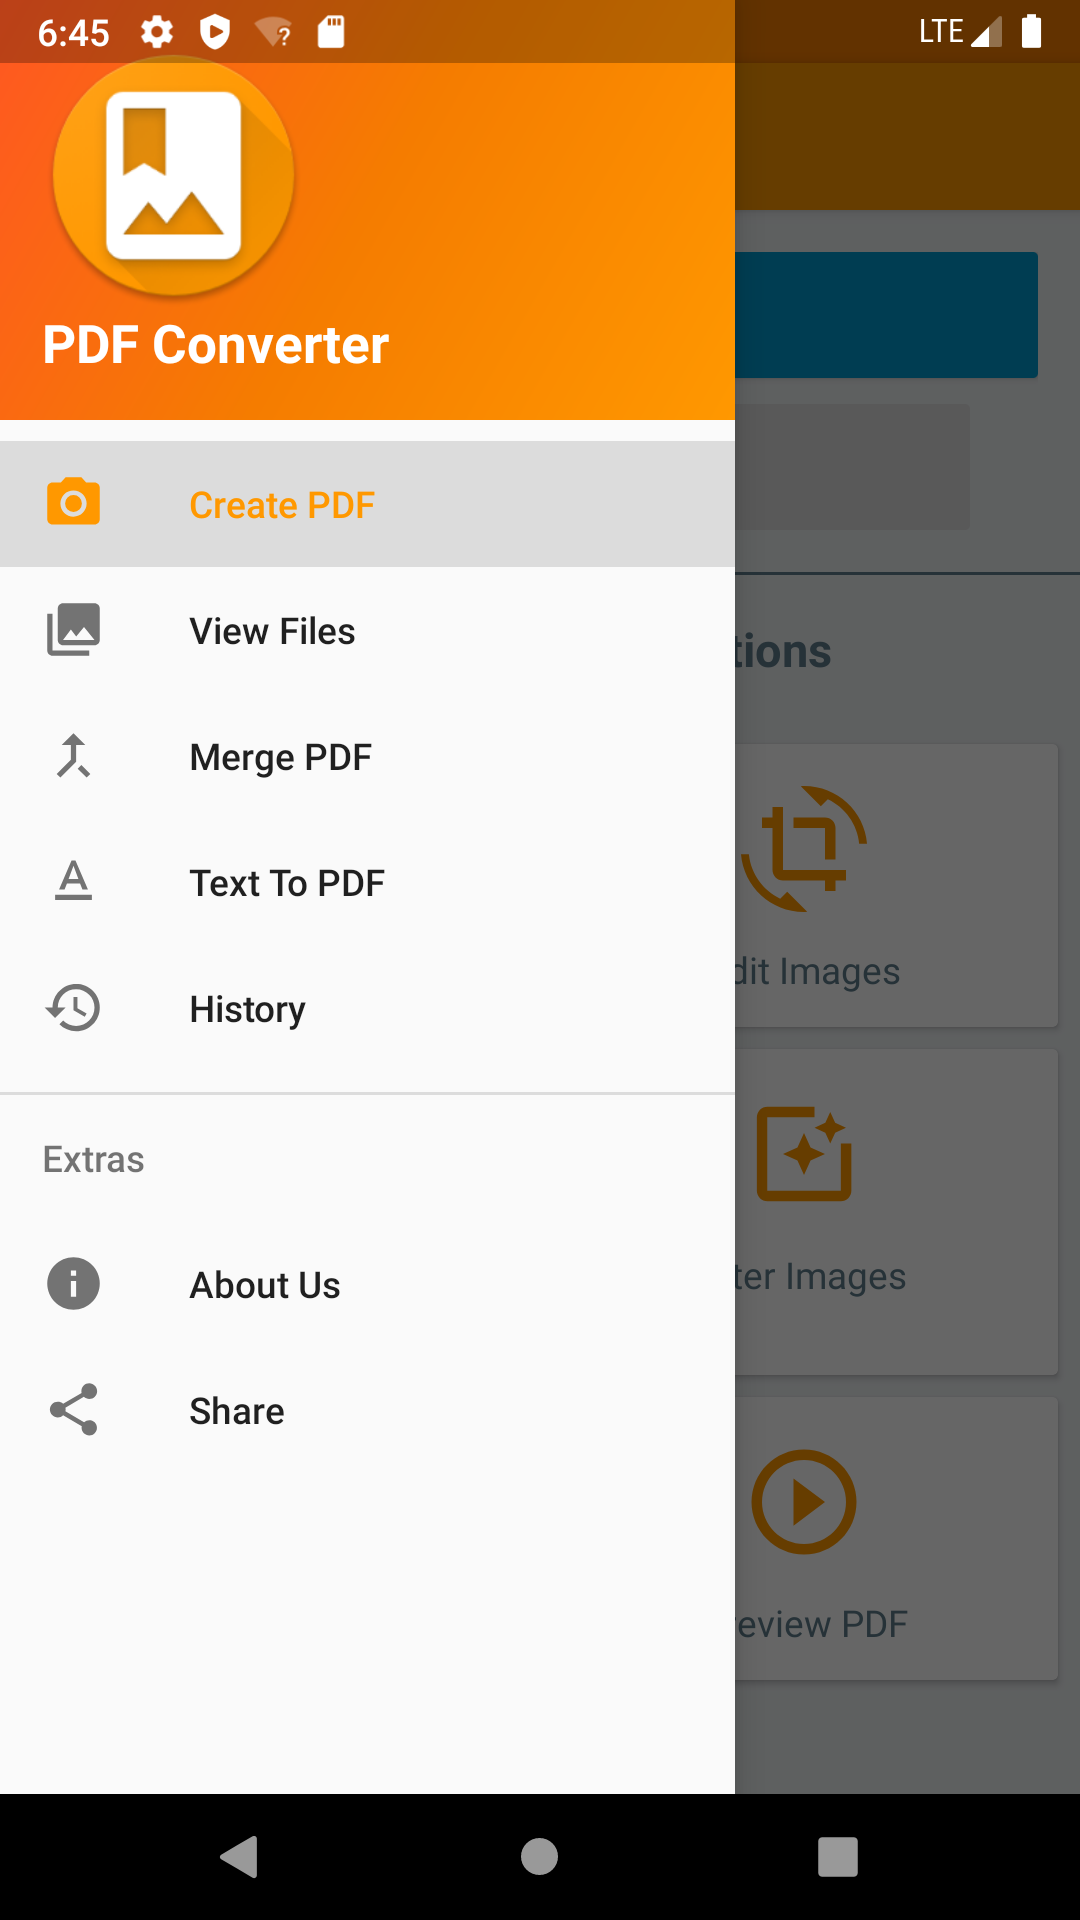 6:45
LTE
PDF Converter
Create PDF
View Files
tions
Merge PDF
Text To PDF
dit Images
History
Extras
ter Images
About Us
Share
review PDF